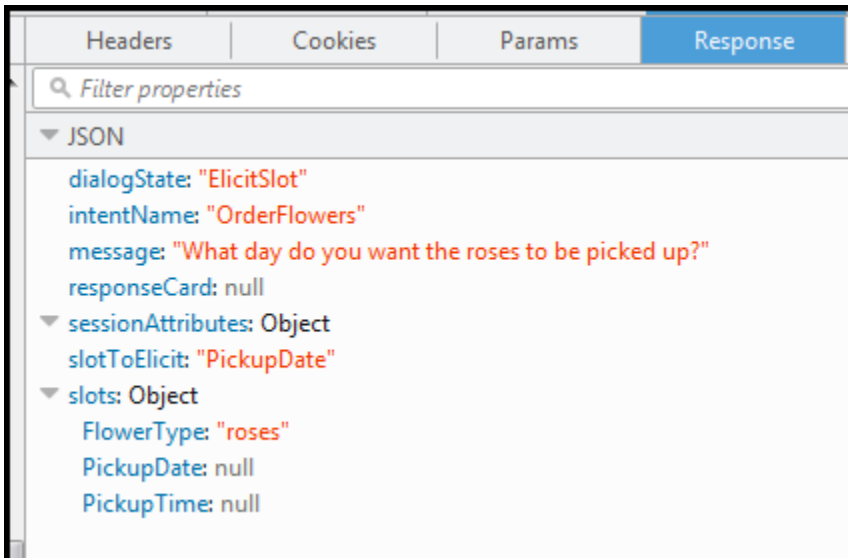 Headers Cookies Params Response
Filter properties
JSON
dialogState: "ElicitSlot"
intentName: "OrderFlowers"
message: "What day do you want the roses to be picked up?"
responseCard: null
sessionAttributes: Object
slotToElicit: "PickupDate"
slots: Object
FlowerType: "roses"
PickupDate: null
PickupTime: null